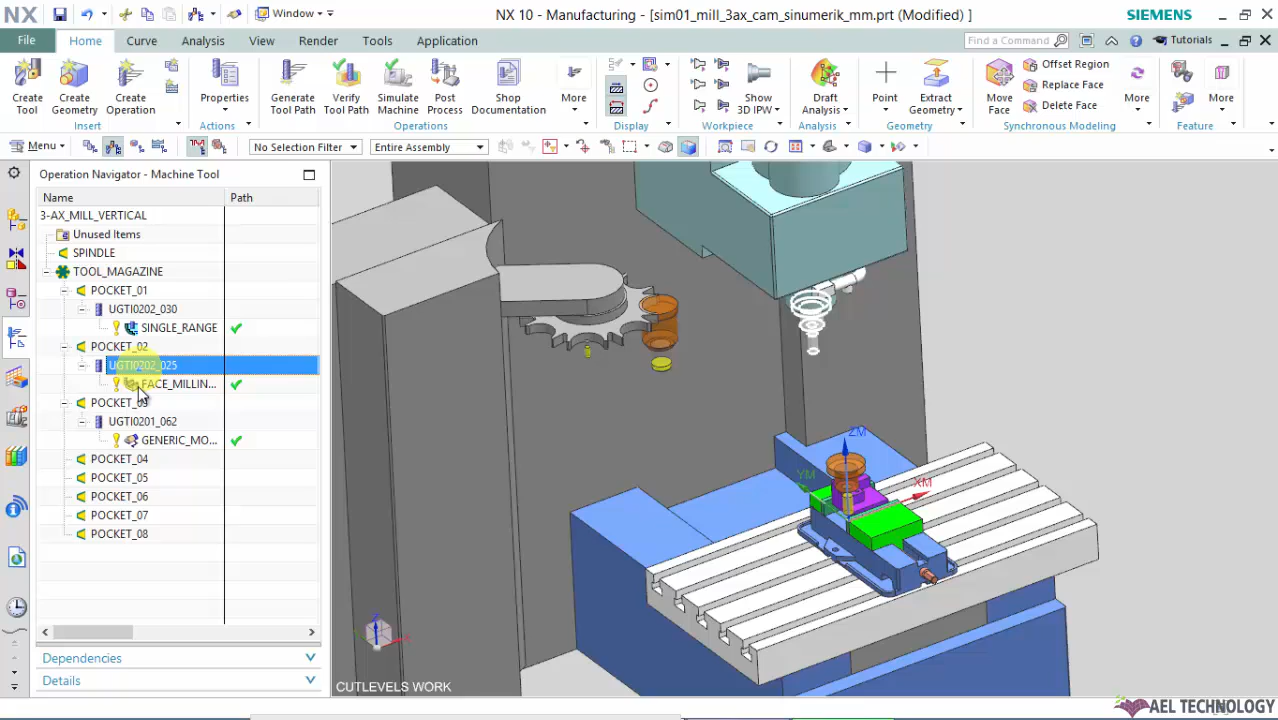 NX
Window
NX 10 - Manufacturing - [sim01_mill_3ax_cam_sinumerik_mm.prt (Modified) ]
SIEMENS
File
Home
Curve
Analysis
View
Render
Tools
Application
Find a Command
Tutorials
Create Tool
Create Geometry
Create Operation
Properties
Generate Path
Verify Tool Path
Simulate Machine
Post Process
Shop Documentation
More
Show 3D IPW
Draft Analysis
Point
Extract Geometry
Move Face
Offset Region
Replace Face
Delete Face
More
More
Insert
Actions
Operations
Display
Workpiece
Analysis
Geometry
Synchronous Modeling
Feature
Menu
No Selection Filter
Entire Assembly
Operation Navigator - Machine Tool
Name
Path
3-AX_MILL_VERTICAL
Unused Items
SPINDLE
TOOL_MAGAZINE
POCKET_01
UGTI0202_030
SINGLE_RANGE
POCKET_02
UGTI0202_025
FACE_MILLIN...
POCKET_03
UGTI0201_062
GENERIC_MO...
POCKET_04
POCKET_05
POCKET_06
POCKET_07
POCKET_08
Dependencies
Details
ZM
YM
XM
CUTLEVELS WORK
AEL TECHNOLOGY